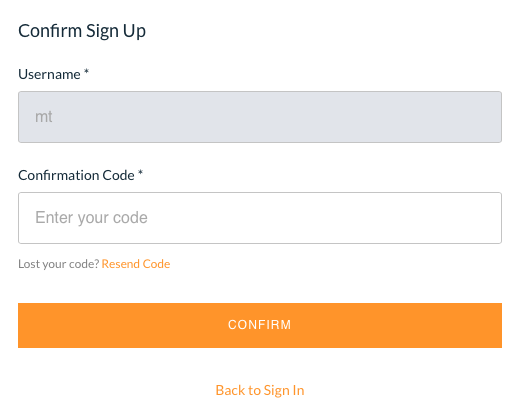 Confirm Sign Up
Username *
mt
Confirmation Code *
Enter your code
Lost your code? Resend Code
CONFIRM
Back to Sign In